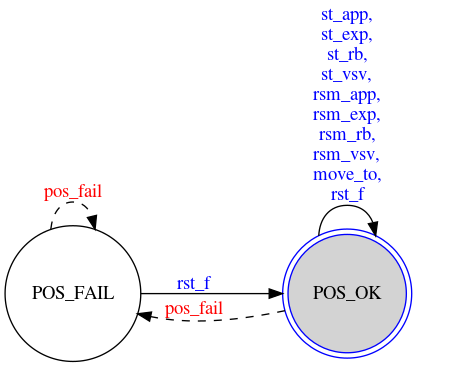 st_app,
st_exp,
st_rb,
st_vsv,
rsm_app,
rsm_exp,
rsm_rb,
rsm_vsv,
move_to,
rst_f
pos_fail
POS_FAIL
rst_f
pos_fail
POS_OK